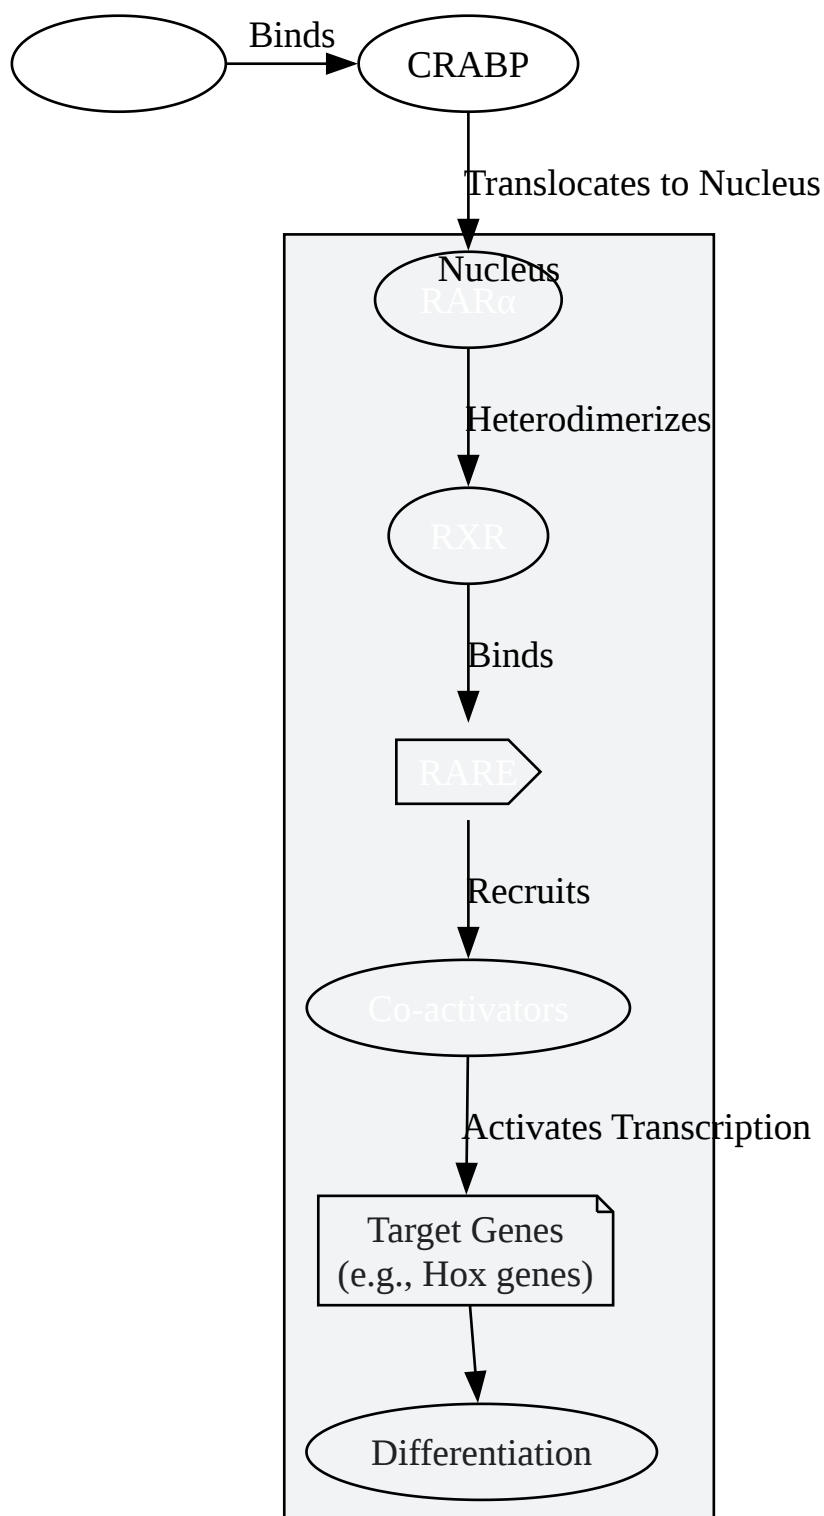 Binds
CRABP
Translocates to Nucleus
Nucleus
RARα
Heterodimerizes
RXR
Binds
RARE
Recruits
Co-activators
Activates Transcription
Target Genes
(e.g., Hox genes)
Differentiation